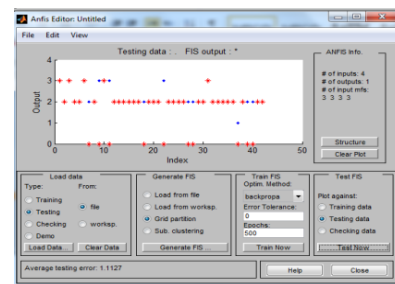 Anfis Editor: Untitled
File Edit View
Testing data : . FIS output : *
4
3
2
1
0
Output
0 10 20 30 40 50
Index
ANFIS Info.
# of inputs: 4
# of outputs: 1
# of input mfs:
3 3 3 3
Structure
Clear Plot
Load data
Type: From:
Training
Testing
Checking
Demo
file
worksp.
Load Data... Clear Data
Generate FIS
Load from file
Load from worksp.
Grid partition
Sub. clustering
Generate FIS ...
Train FIS
Optim. Method:
backpropa
Error Tolerance:
0
Epochs:
500
Train Now
Test FIS
Plot against:
Training data
Testing data
Checking data
Test Now
Average testing error: 1.1127
Help Close